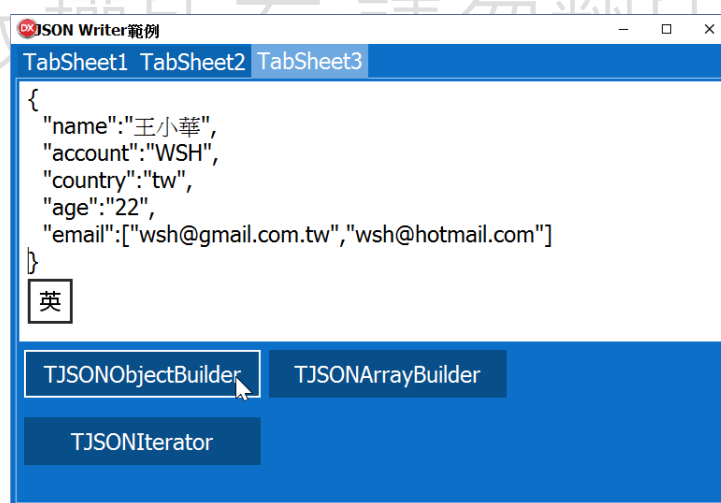 TJSON Writer範例
TabSheet1 TabSheet2 TabSheet3
{
"name":"王小華",
"account":"WSH",
"country":"tw",
"age":"22",
"email":["wsh@gmail.com.tw","wsh@hotmail.com"]
}
英
TJSONObjectBuilder TJSONArrayBuilder
TJSONIterator